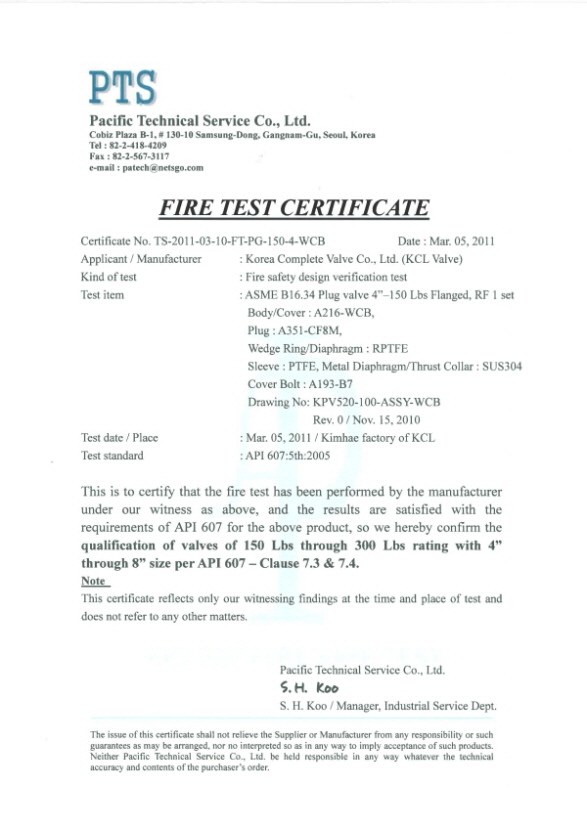 PTS
Pacific Technical Service Co., Ltd.
Cobiz Plaza B-1, # 130-10 Samsung-Dong, Gangnam-Gu, Seoul, Korea
Tel : 82-2-418-4209
Fax : 82-2-567-3117
e-mail : patech@netsgo.com
FIRE TEST CERTIFICATE
Certificate No. TS-2011-03-10-FT-PG-150-4-WCB Date : Mar. 05, 2011
Applicant / Manufacturer : Korea Complete Valve Co., Ltd. (KCL Valve)
Kind of test : Fire safety design verification test
Test item : ASME B16.34 Plug valve 4”–150 Lbs Flanged, RF 1 set
Body/Cover : A216-WCB,
Plug : A351-CF8M,
Wedge Ring/Diaphragm : RPTFE
Sleeve : PTFE, Metal Diaphragm/Thrust Collar : SUS304
Cover Bolt : A193-B7
Drawing No: KPV520-100-ASSY-WCB
Rev. 0 / Nov. 15, 2010
Test date / Place : Mar. 05, 2011 / Kimhae factory of KCL
Test standard : API 607:5th:2005
This is to certify that the fire test has been performed by the manufacturer
under our witness as above, and the results are satisfied with the
requirements of API 607 for the above product, so we hereby confirm the
qualification of valves of 150 Lbs through 300 Lbs rating with 4”
through 8” size per API 607 – Clause 7.3 & 7.4.
Note
This certificate reflects only our witnessing findings at the time and place of test and
does not refer to any other matters.
Pacific Technical Service Co., Ltd.
S. H. Koo
S. H. Koo / Manager, Industrial Service Dept.
The issue of this certificate shall not relieve the Supplier or Manufacturer from any responsibility or such
guarantees as may be arranged, nor no interpreted so as in any way to imply acceptance of such products.
Neither Pacific Technical Service Co., Ltd. be held responsible in any way whatever the technical
accuracy and contents of the purchaser’s order.